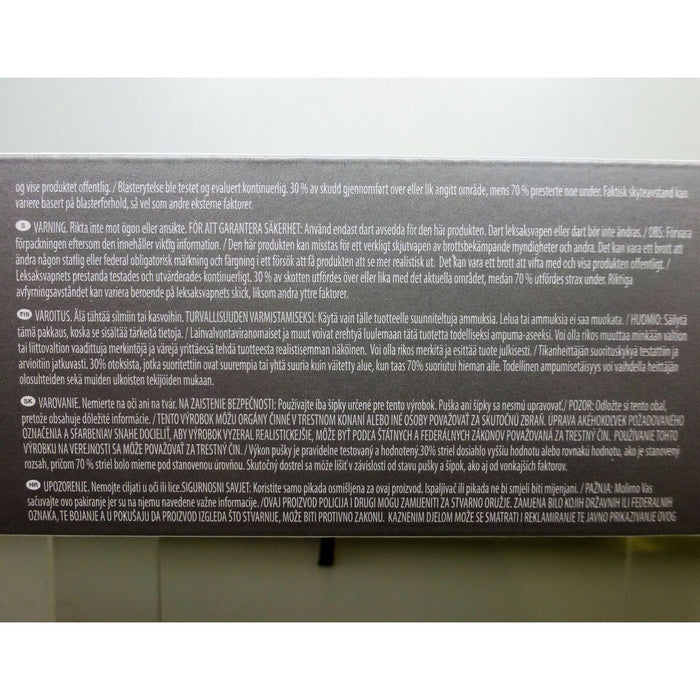 og vise produktet offentlig. / Blasterytelse ble testet og evaluert kontinuerlig. 30 % av skudd gjennomført over eller lik angitt område, mens 70 % presterte noe under. Faktisk skyteavstand kan
variere basert på blasterforhold, så vel som andre eksterne faktorer.
S VARNING. Rikta inte mot ögon eller ansikte. FÖR ATT GARANTERA SÄKERHET: Använd endast dart avsedda för den här produkten. Dart leksaksvapen eller dart bör inte ändras. / OBS: Förvara
förpackningen eftersom den innehåller viktig information. / Den här produkten kan misstas för ett verkligt skjutvapen av brottsbekämpande myndigheter och andra. Det kan vara ett brott att
ändra någon statlig eller federal obligatorisk märkning och färgning i ett försök att få produkten att se mer realistisk ut. Det kan vara ett brott att vifta med och visa produkten offentligt. /
Leksaksvapnets prestanda testades och utvärderades kontinuerligt. 30 % av skotten utfördes över eller lika med det aktuella området, medan 70 % utfördes strax under. Riktiga
avfyrningsavståndet kan variera beroende på leksaksvapnets skick, liksom andra yttre faktorer.
FIN VAROITUS. Älä tähtää silmiin tai kasvoihin. TURVALLISUUDEN VARMISTAMISEKSI: Käytä vain tälle tuotteelle suunniteltuja ammuksia. Lelua tai ammuksia ei saa muokata. / HUOMIO: Säilytä
tämä pakkaus, koska se sisältää tärkeitä tietoja. / Lainvalvontaviranomaiset ja muut voivat erehtyä luulemaan tätä tuotetta todelliseksi ampuma-aseeksi. Voi olla rikos muuttaa minkään valtion
tai liittovaltion vaadittuja merkintöjä ja värejä yrittäessä tehdä tuotteesta realistisemman näköinen. Voi olla rikos merkitä ja esittää tuote julkisesti. / Tikanheittäjän suorituskykyä testattiin ja
arvioitiin jatkuvasti. 30% otoksista, jotka suoritettiin ovat suurempia tai yhtä suuria kuin väitetty alue, kun taas 70% suoriutui hieman alle. Todellinen ampumisetäisyys voi vaihdella heittäjän
olosuhteiden sekä muiden ulkoisten tekijöiden mukaan.
SK VAROVANIE. Nemierte na oči ani na tvár. NA ZAISTENIE BEZPEČNOSTI: Používajte iba šípky určené pre tento výrobok. Puška ani šípky sa nesmú upravovať./ POZOR: Odložte si tento obal,
pretože obsahuje dôležité informácie. / TENTO VÝROBOK MÔŽU ORGÁNY ČINNÉ V TRESTNOM KONANÍ ALEBO INÉ OSOBY POVAŽOVAŤ ZA SKUTOČNÚ ZBRAŇ. ÚPRAVA AKÉHOKOĽVEK POŽADOVANÉHO
OZNAČENIA A SFARBENIAV SNAHE DOCIELIŤ, ABY VÝROBOK VYZERAL REALISTICKEJŠIE, MÔŽE BYŤ PODĽA ŠTÁTNYCH A FEDERÁLNYCH ZÁKONOV POVAŽOVANÁ ZA TRESTNÝ ČIN. POUŽÍVANIE TOHTO
VÝROBKU NA VEREJNOSTI SA MÔŽE POVAŽOVAŤ ZA TRESTNÝ ČIN. / Výkon pušky je pravidelne testovaný a hodnotený:30% striel dosiahlo vyššiu hodnotu alebo rovnakú hodnotu, ako je stanovený
rozsah, pričom 70 % striel bolo mierne pod stanovenou úrovňou. Skutočný dostrel sa môže líšiť v závislosti od stavu pušky a šípok, ako aj od vonkajších faktorov.
HR UPOZORENJE. Nemojte ciljati u oči ili lice.SIGURNOSNI SAVJET: Koristite samo pikada osmišljena za ovaj proizvod. Ispaljivač ili pikada ne bi smjeli biti mijenjani. / PAŽNJA: Molimo Vas
sačuvajte ovo pakiranje jer su na njemu navedene važne informacije. /OVAJ PROIZVOD POLICIJA I DRUGI MOGU ZAMIJENITI ZA STVARNO ORUŽJE. ZAMJENA BILO KOJIH DRŽAVNIH ILI FEDERALNIH
OZNAKA, TE BOJANJE A U POKUŠAJU DA PROIZVOD IZGLEDA ŠTO STVARNIJE, MOŽE BITI PROTIVNO ZAKONU. KAZNENIM DJELOM MOŽE SE SMATRATI I REKLAMIRANJE TE JAVNO PRIKAZIVANJE OVOG